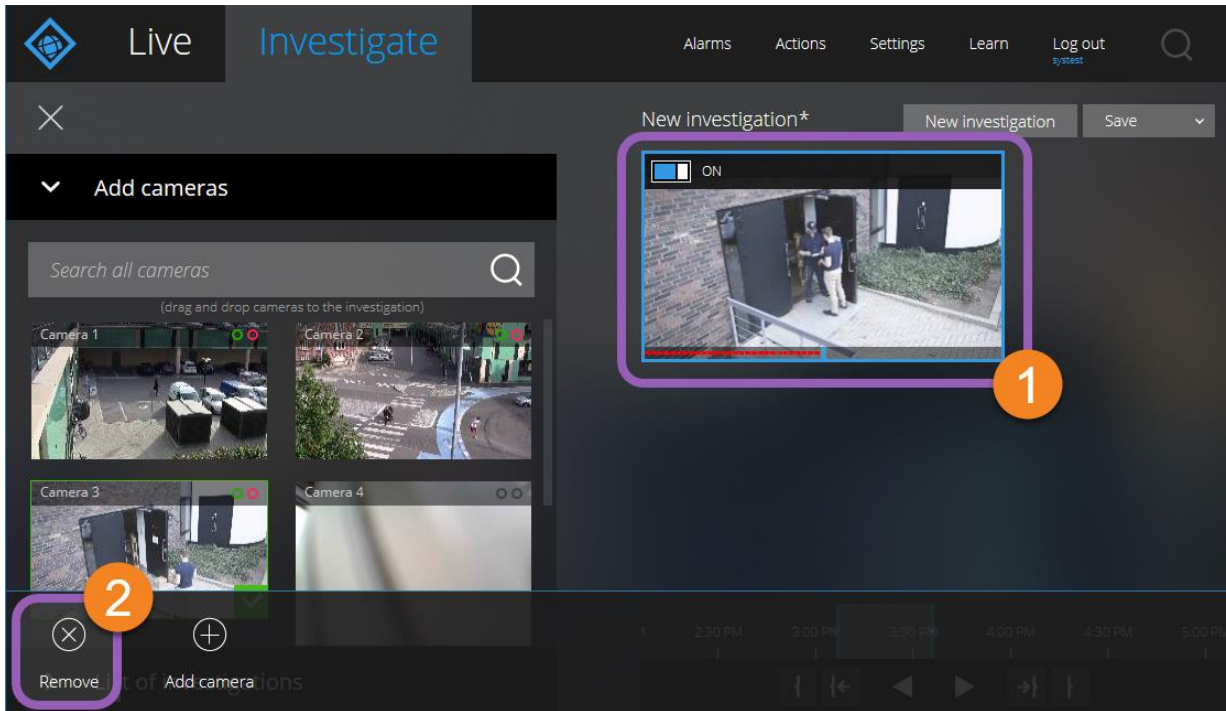 Live
Investigate
Alarms
Actions
Settings
Learn
Log out
systest
New investigation*
New investigation
Save
ON
Add cameras
Search all cameras
(drag and drop cameras to the investigation)
Camera 1
Camera 2
Camera 3
Camera 4
1
2
2:30 PM
3:00 PM
3:30 PM
4:00 PM
4:30 PM
5:00 P
Remove
Add camera
List of investigations